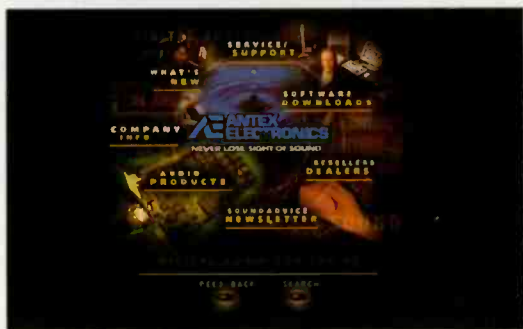 SERVICE/
SUPPORT
WHAT'S
NEW
SOFTWARE
DOWNLOADS
COMPANY
INFO
ANTEX
ELECTRONICS
NEVER LOSE SIGHT OF SOUND
RESELLERS
DEALERS
AUDIO
PRODUCTS
SOUNDADVICE
NEWSLETTER
FEED BACK SEARCH